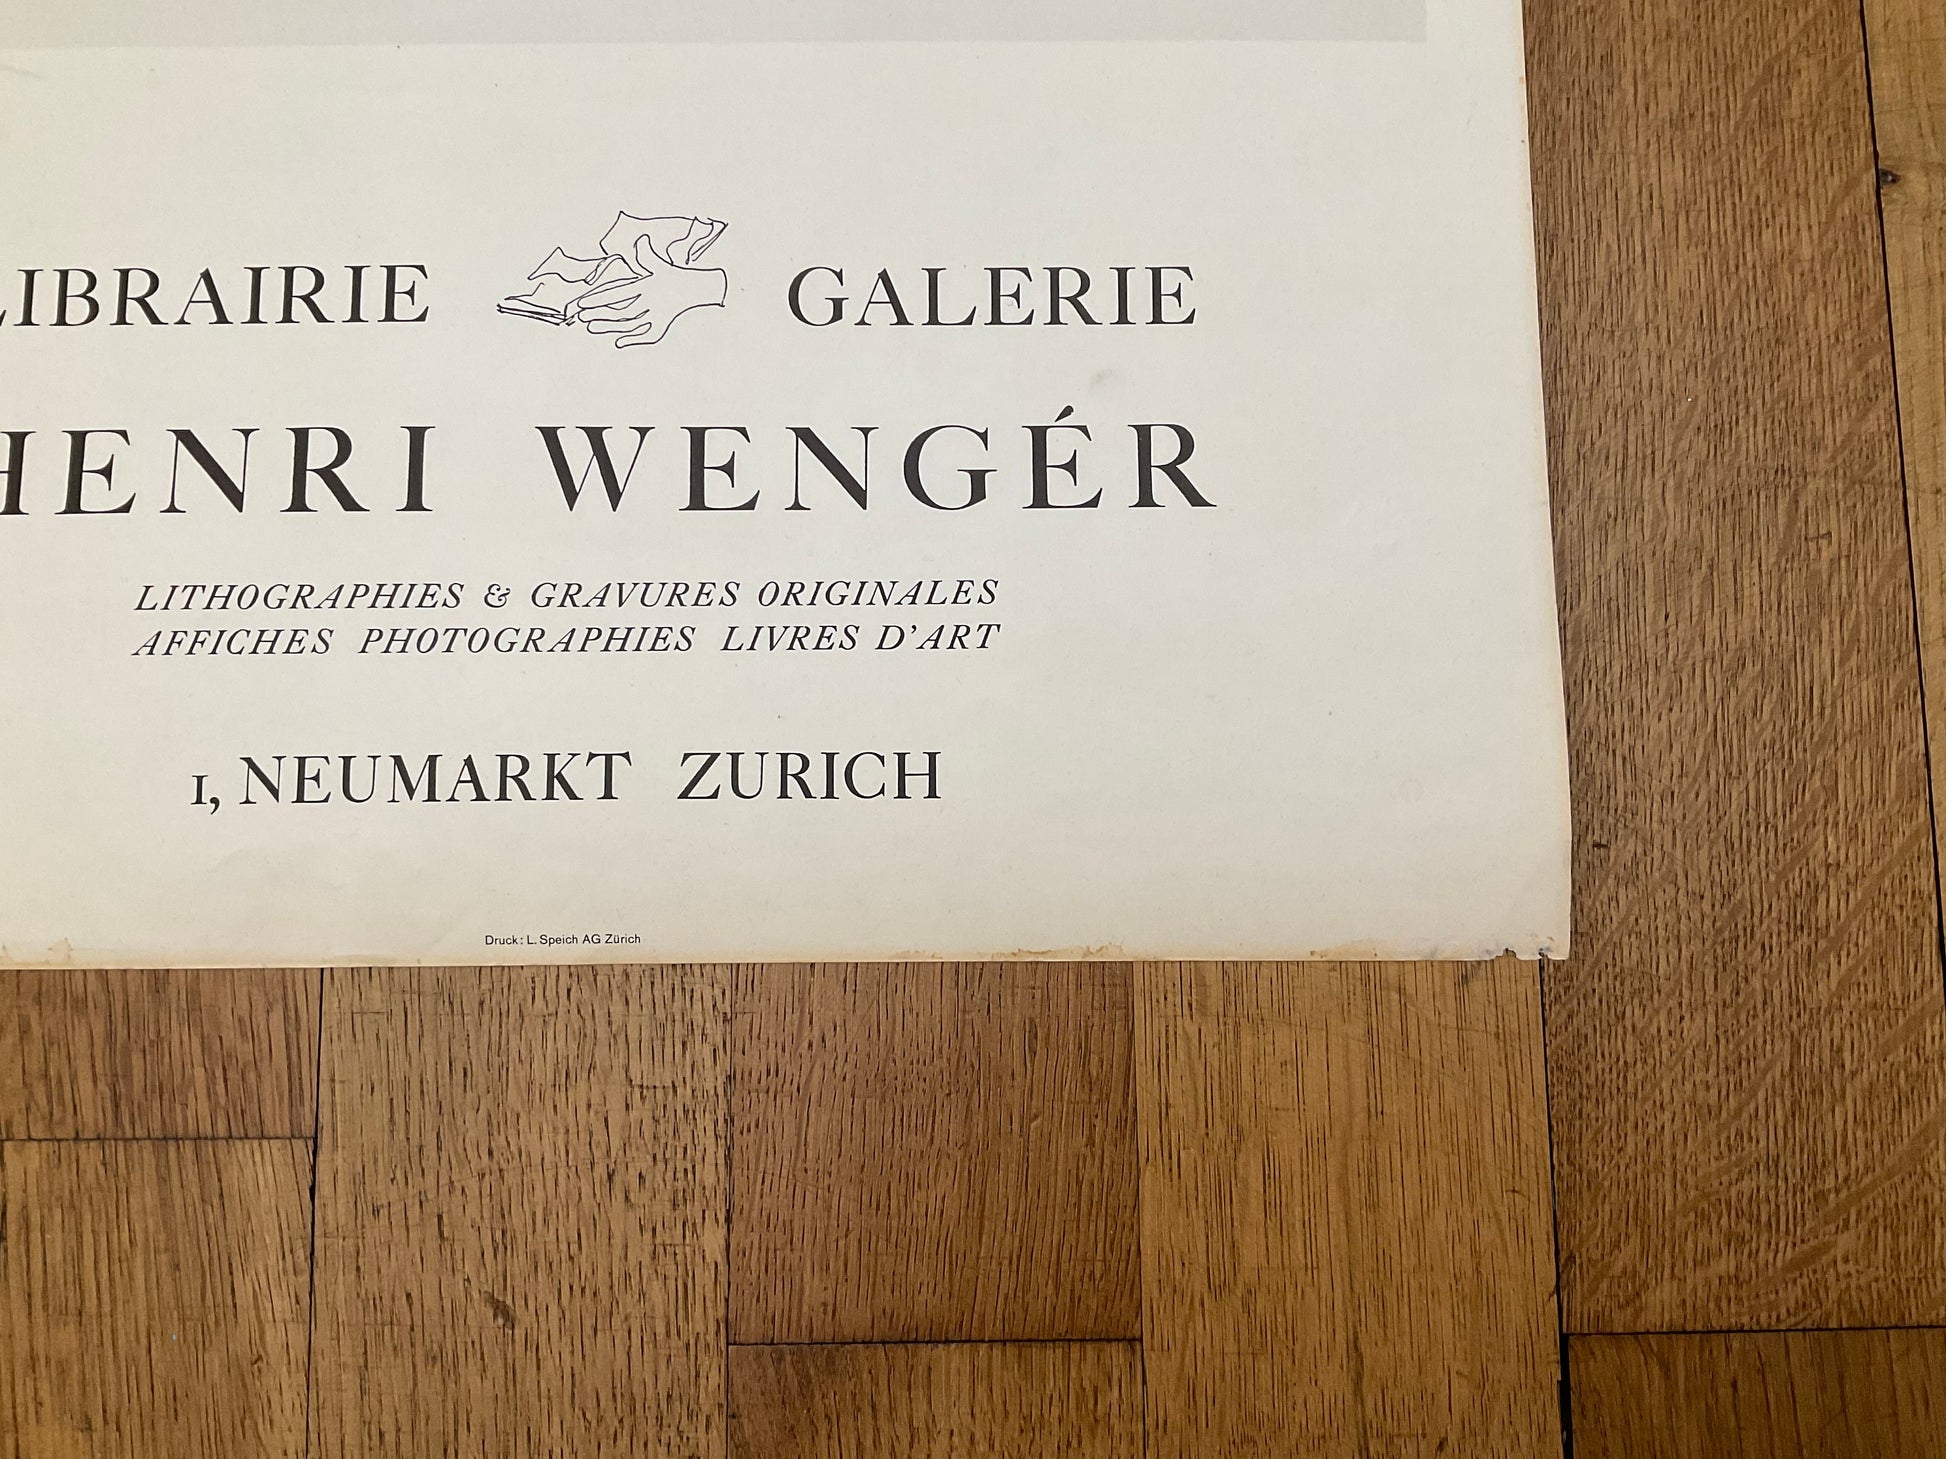 LIBRAIRIE GALERIE
HENRI WENGÉR
LITHOGRAPHIES & GRAVURES ORIGINALES
AFFICHES PHOTOGRAPHIES LIVRES D'ART
1, NEUMARKT ZURICH
Druck: L. Speich AG Zürich